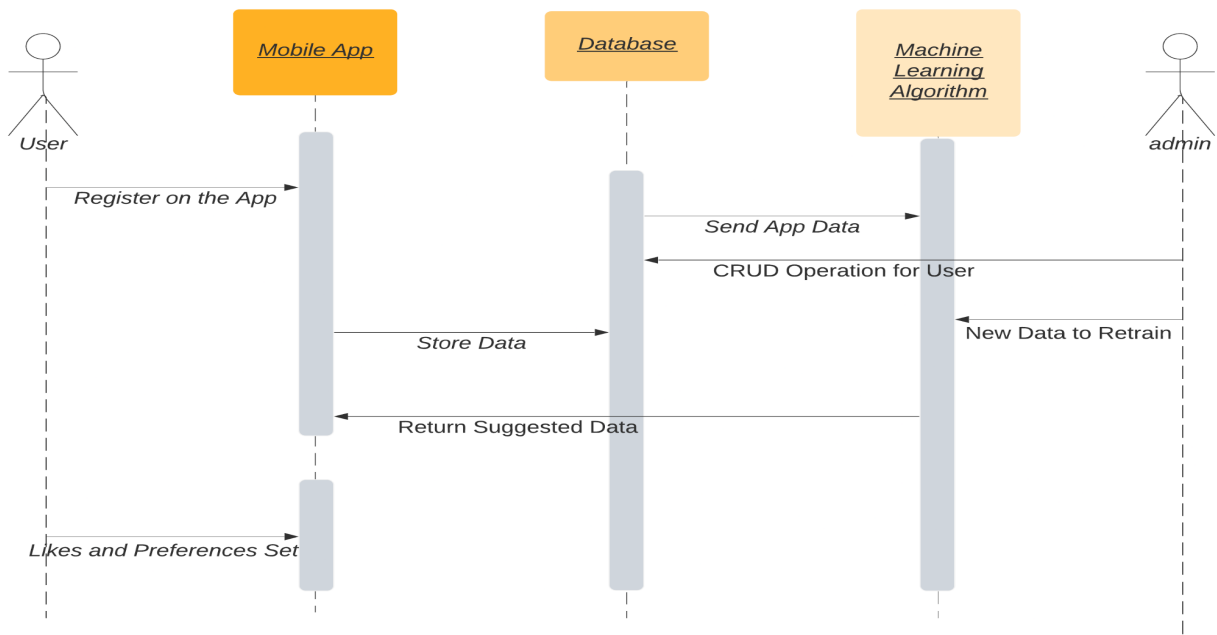 Mobile App
Database
Machine
Learning
Algorithm
User
admin
Register on the App
Send App Data
CRUD Operation for User
New Data to Retrain
Store Data
Return Suggested Data
Likes and Preferences Set